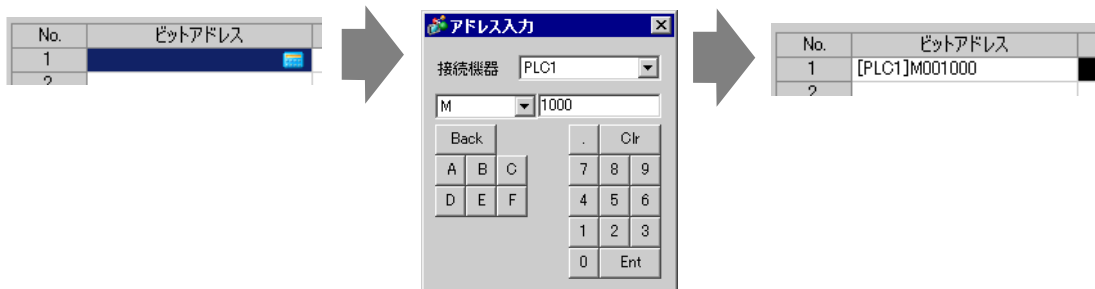 No. ビットアドレス
1
2
アドレス入力
接続機器 PLC1
M 1000
Back . Clr
A B C 7 8 9
D E F 4 5 6
1 2 3
0 Ent
No. ビットアドレス
1 [PLC1]M001000
2